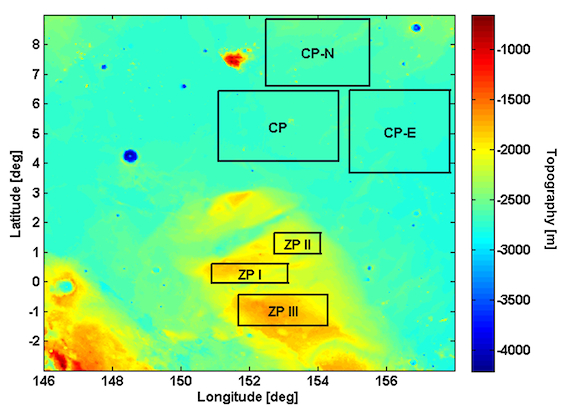 8
7
6
5
4
3
2
1
0
-1
-2
Latitude [deg]
146 148 150 152 154 156
Longitude [deg]
CP-N
CP
CP-E
ZP II
ZP I
ZP III
-1000
-1500
-2000
-2500
-3000
-3500
-4000
Topography [m]